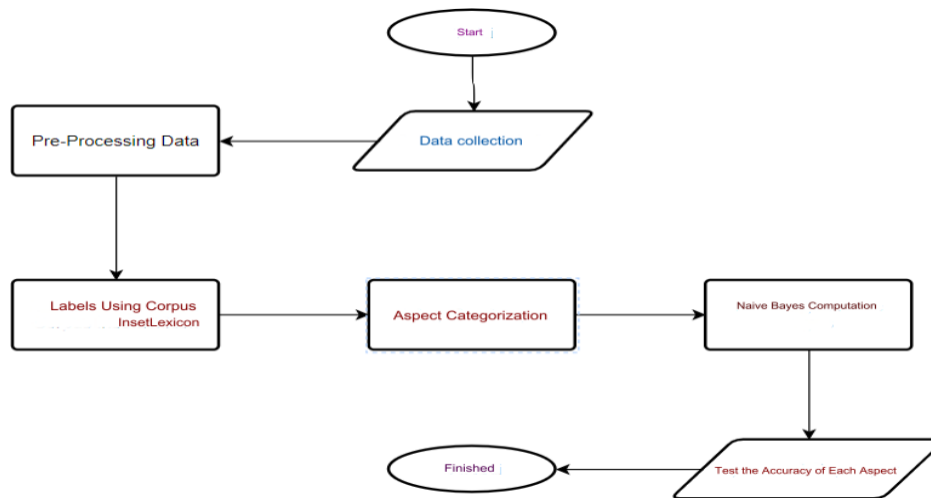 Start
Data collection
Pre-Processing Data
Labels Using Corpus
InsetLexicon
Aspect Categorization
Naive Bayes Computation
Test the Accuracy of Each Aspect
Finished